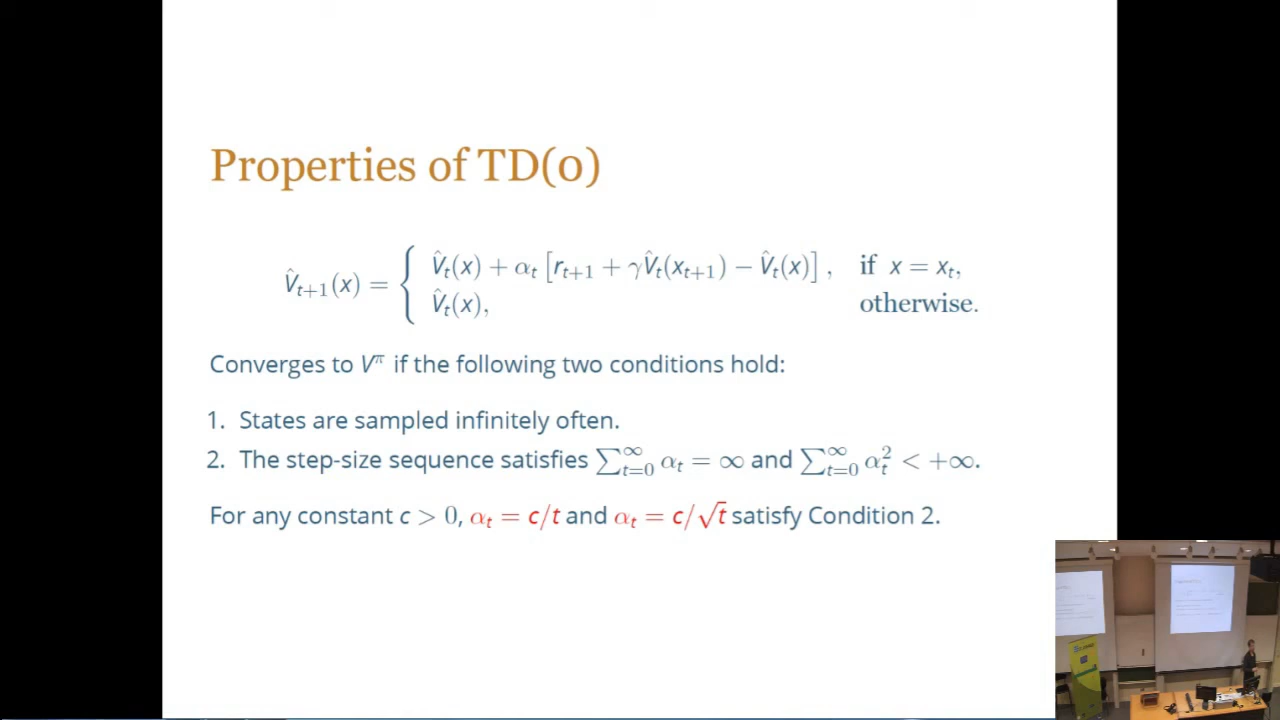 Properties of TD(0)
V̂ₜ₊₁(x) = { V̂ₜ(x) + αₜ [rₜ₊₁ + γV̂ₜ(xₜ₊₁) − V̂ₜ(x)], if x = xₜ,
V̂ₜ(x), otherwise.
Converges to V^π if the following two conditions hold:
1. States are sampled infinitely often.
2. The step-size sequence satisfies ∑_{t=0}^{∞} αₜ = ∞ and ∑_{t=0}^{∞} αₜ² < +∞.
For any constant c > 0, αₜ = c/t and αₜ = c/√t satisfy Condition 2.